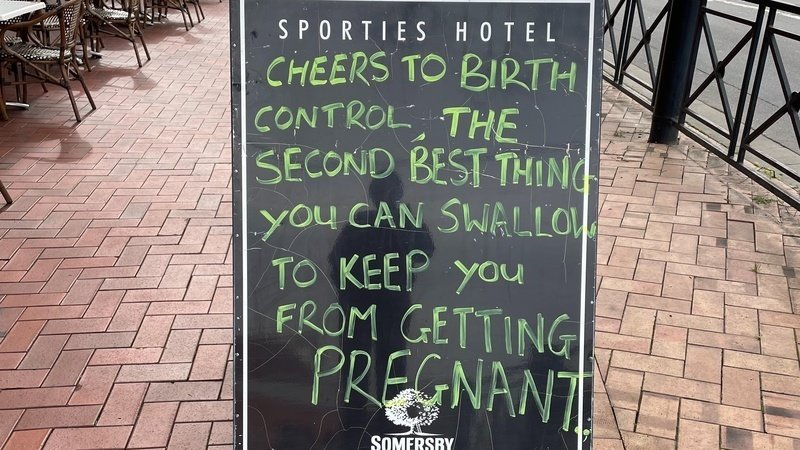 SPORTIES HOTEL
CHEERS TO BIRTH
CONTROL, THE
SECOND BEST THING
YOU CAN SWALLOW
TO KEEP YOU
FROM GETTING
PREGNANT!
SOMERSBY